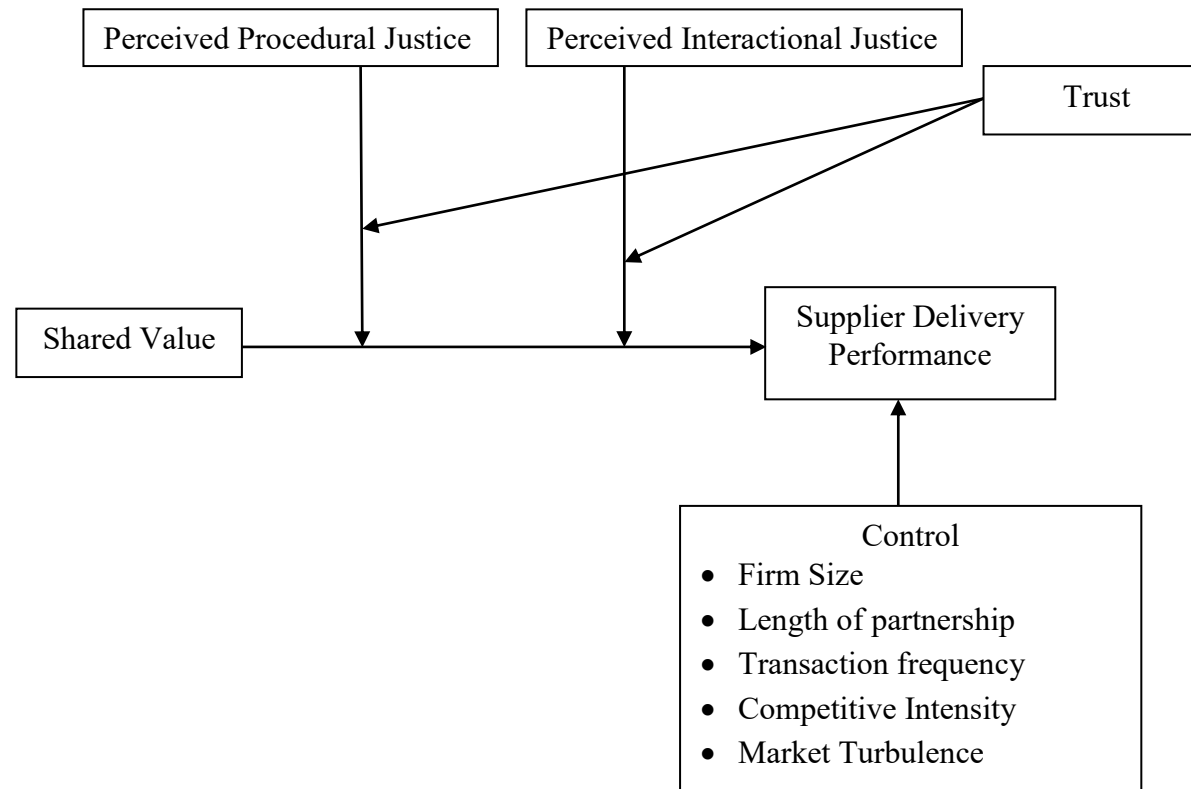 Perceived Procedural Justice
Perceived Interactional Justice
Trust
Shared Value
Supplier Delivery
Performance
Control
• Firm Size
• Length of partnership
• Transaction frequency
• Competitive Intensity
• Market Turbulence